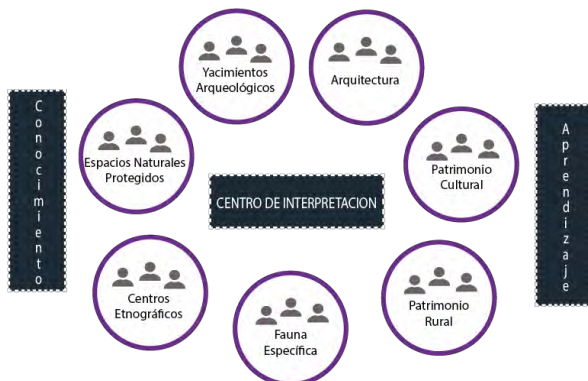 Yacimientos
Arqueológicos
Arquitectura
Conocimiento
Espacios Naturales
Protegidos
CENTRO DE INTERPRETACION
Patrimonio
Cultural
Aprendizaje
Centros
Etnográficos
Fauna
Específica
Patrimonio
Rural